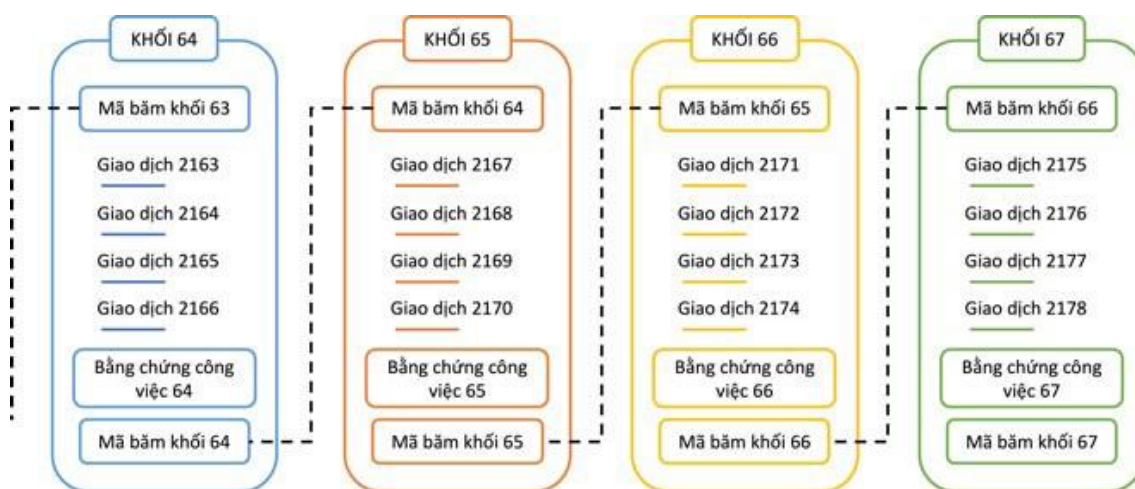 KHỐI 64
Mã băm khối 63
Giao dịch 2163
Giao dịch 2164
Giao dịch 2165
Giao dịch 2166
Bằng chứng công
việc 64
Mã băm khối 64
KHỐI 65
Mã băm khối 64
Giao dịch 2167
Giao dịch 2168
Giao dịch 2169
Giao dịch 2170
Bằng chứng công
việc 65
Mã băm khối 65
KHỐI 66
Mã băm khối 65
Giao dịch 2171
Giao dịch 2172
Giao dịch 2173
Giao dịch 2174
Bằng chứng công
việc 66
Mã băm khối 66
KHỐI 67
Mã băm khối 66
Giao dịch 2175
Giao dịch 2176
Giao dịch 2177
Giao dịch 2178
Bằng chứng công
việc 67
Mã băm khối 67